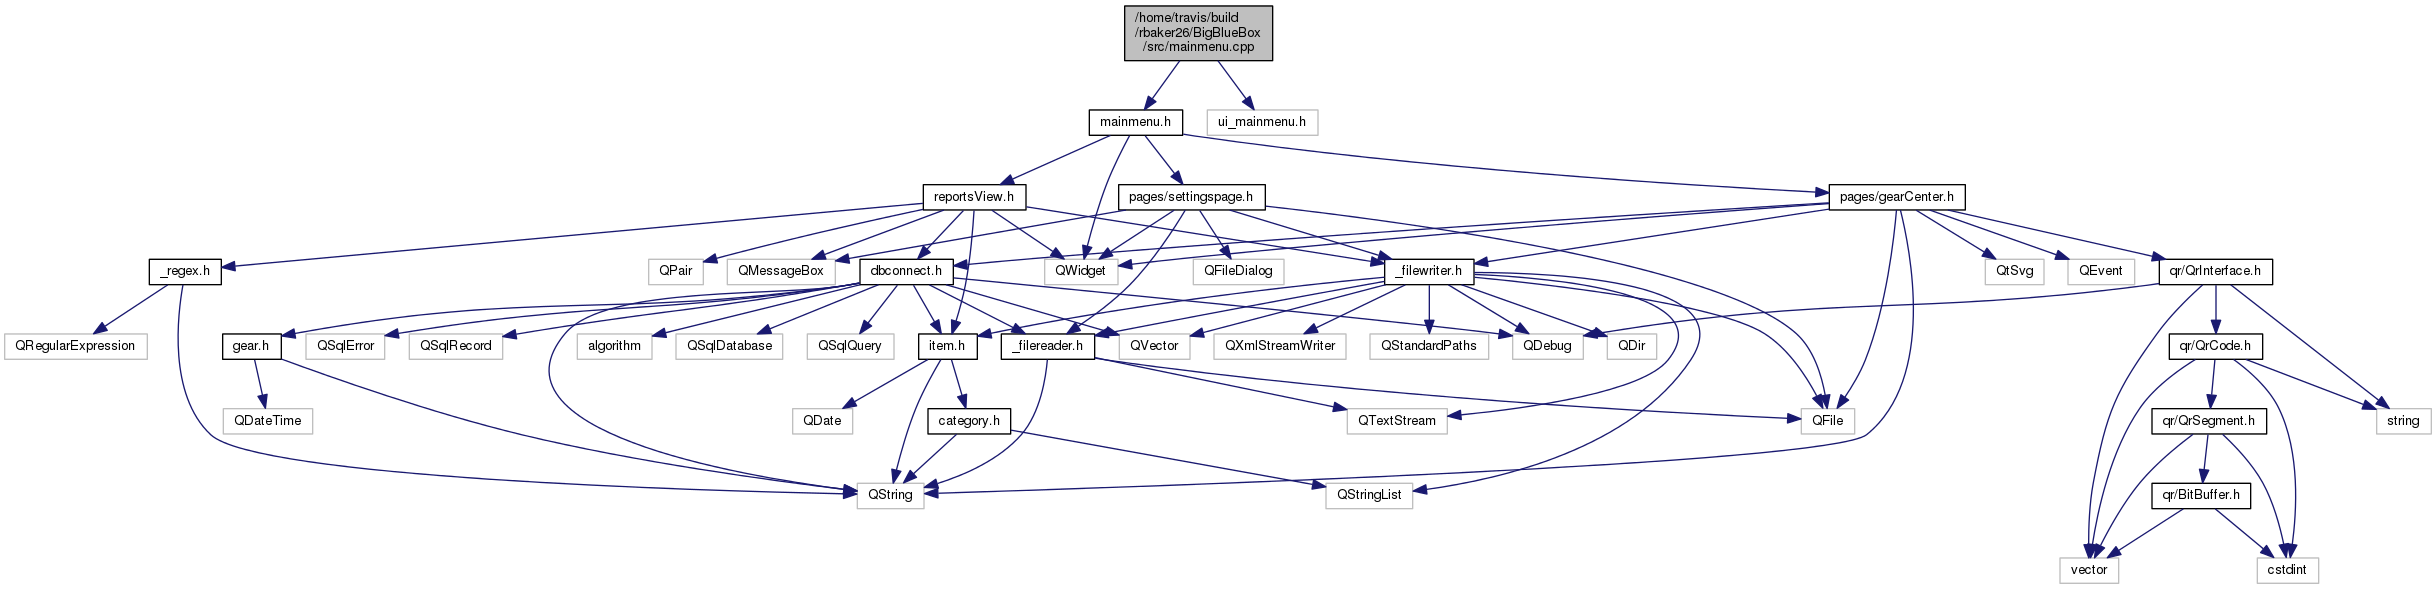 /home/travis/build
/rbaker26/BigBlueBox
/src/mainmenu.cpp
mainmenu.h
ui_mainmenu.h
reportsView.h
pages/settingspage.h
pages/gearCenter.h
_regex.h
QPair
QMessageBox
dbconnect.h
QWidget
QFileDialog
_filewriter.h
QtSvg
QEvent
qr/QrInterface.h
QRegularExpression
gear.h
QSqlError
QSqlRecord
algorithm
QSqlDatabase
QSqlQuery
item.h
_filereader.h
QVector
QXmlStreamWriter
QStandardPaths
QDebug
QDir
qr/QrCode.h
QDateTime
QDate
category.h
QTextStream
QFile
qr/QrSegment.h
string
QString
QStringList
qr/BitBuffer.h
vector
cstdint